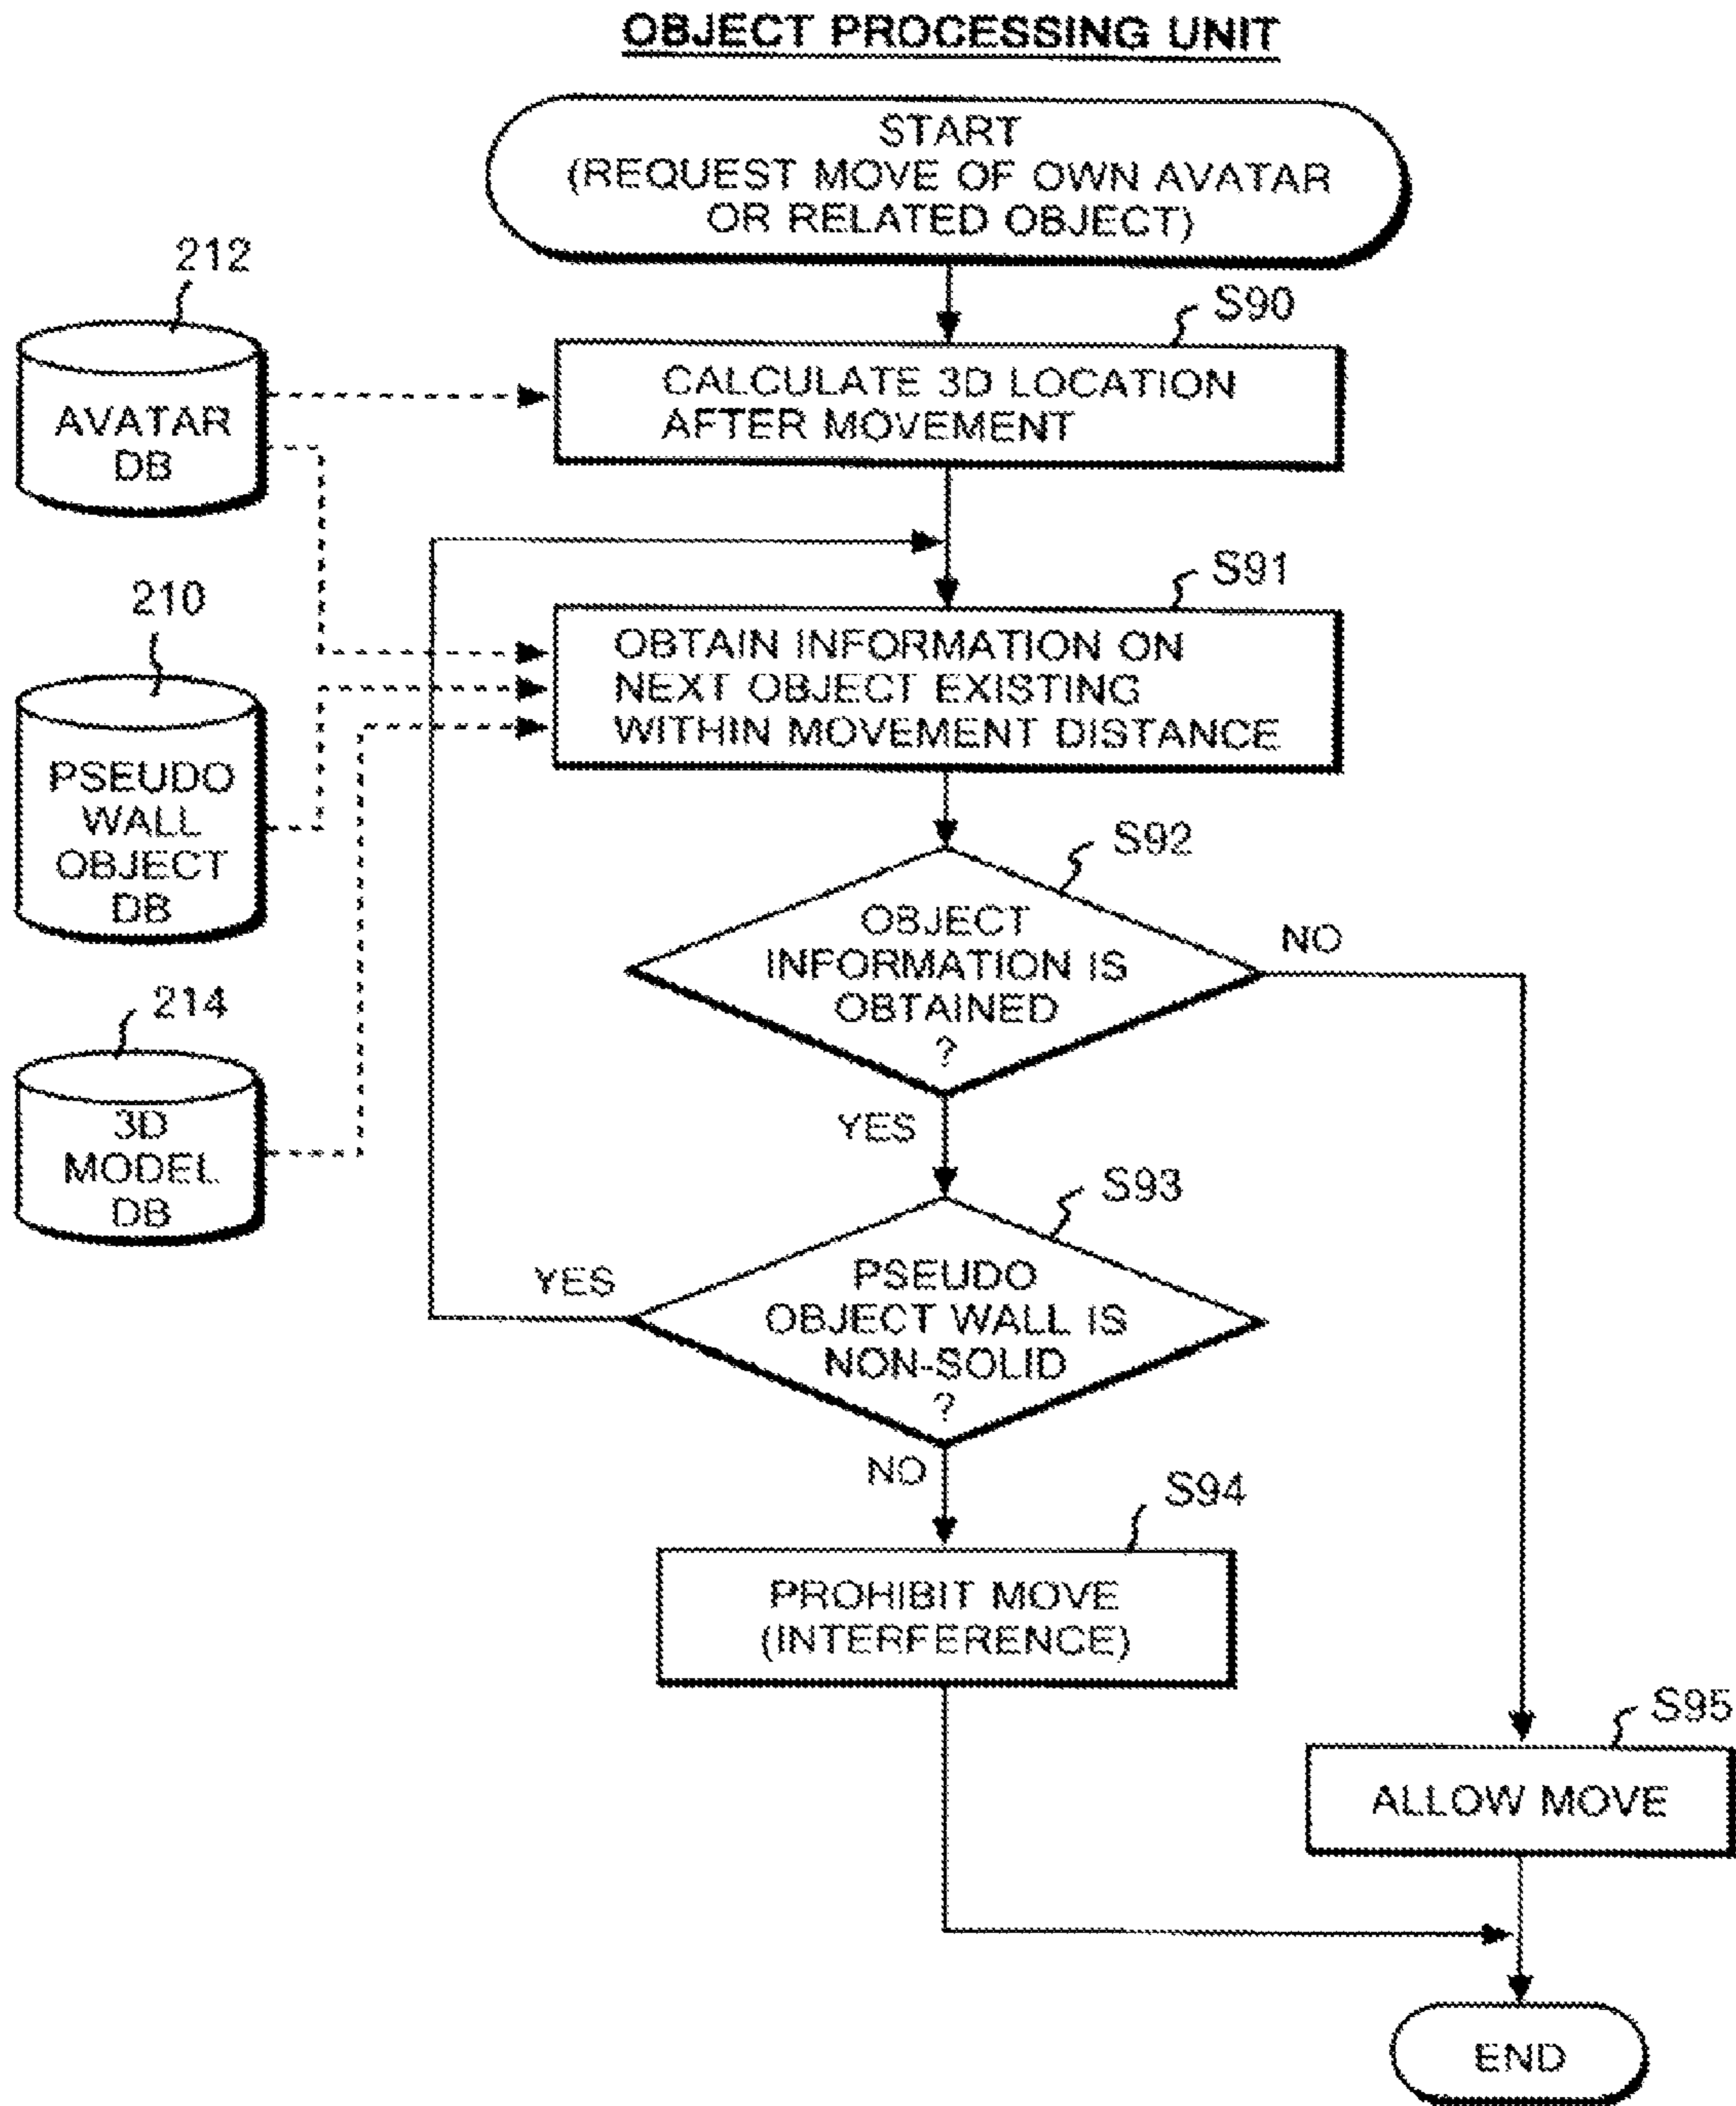 OBJECT PROCESSING UNIT
START
(REQUEST MOVE OF OWN AVATAR
OR RELATED OBJECT)
212
AVATAR
DB
S90
CALCULATE 3D LOCATION
AFTER MOVEMENT
210
PSEUDO
WALL
OBJECT
DB
S91
OBTAIN INFORMATION ON
NEXT OBJECT EXISTING
WITHIN MOVEMENT DISTANCE
214
3D
MODEL
DB
S92
OBJECT
INFORMATION IS
OBTAINED
?
NO
YES
S93
PSEUDO
OBJECT WALL IS
NON-SOLID
?
YES
NO
S94
PROHIBIT MOVE
(INTERFERENCE)
S95
ALLOW MOVE
END